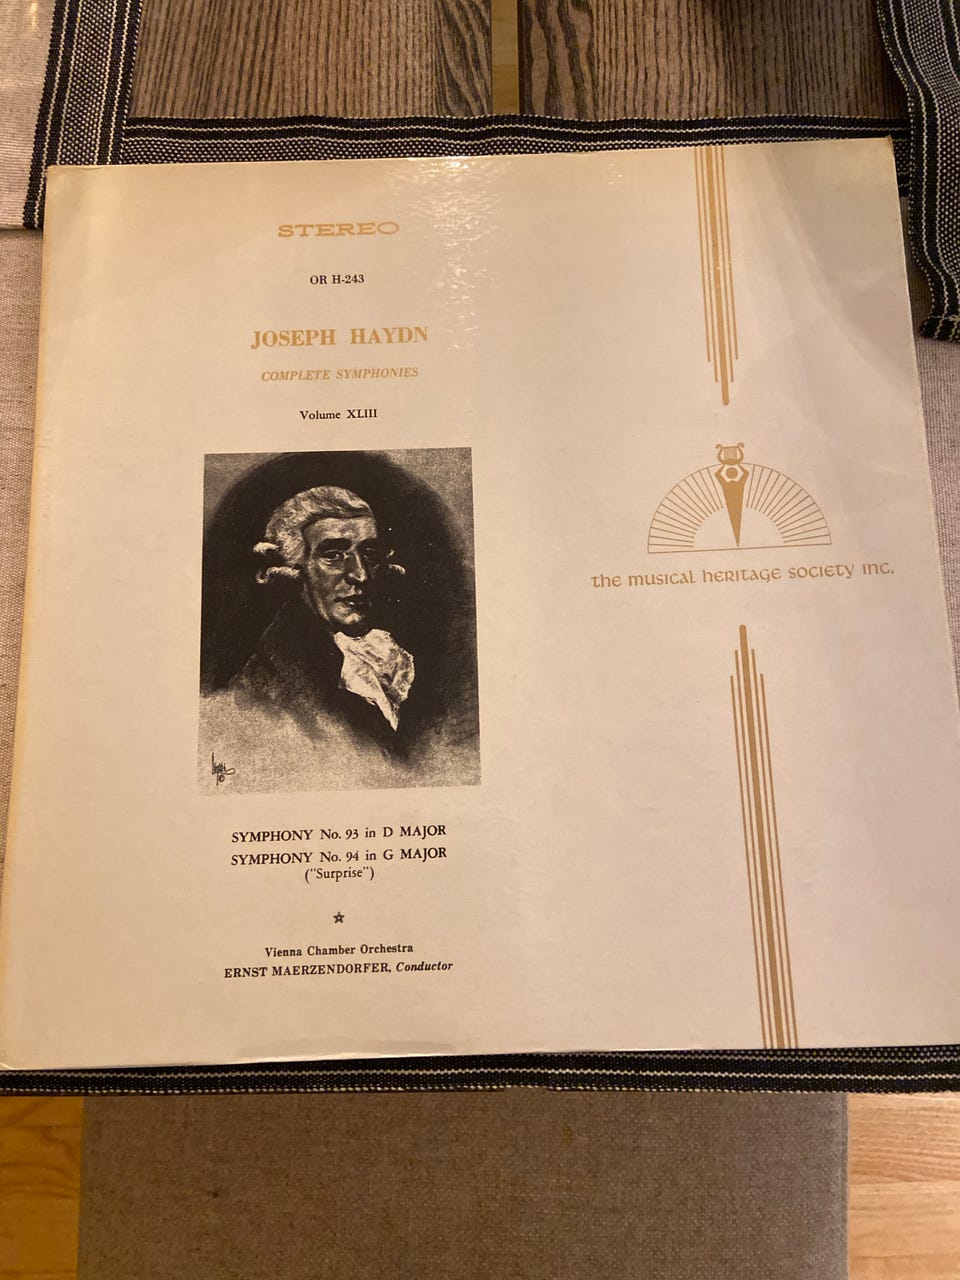 STEREO
OR H-243
JOSEPH HAYDN
COMPLETE SYMPHONIES
Volume XLIII
the musical heritage society inc.
SYMPHONY No. 93 in D MAJOR
SYMPHONY No. 94 in G MAJOR
("Surprise")
Vienna Chamber Orchestra
ERNST MAERZENDORFER, Conductor